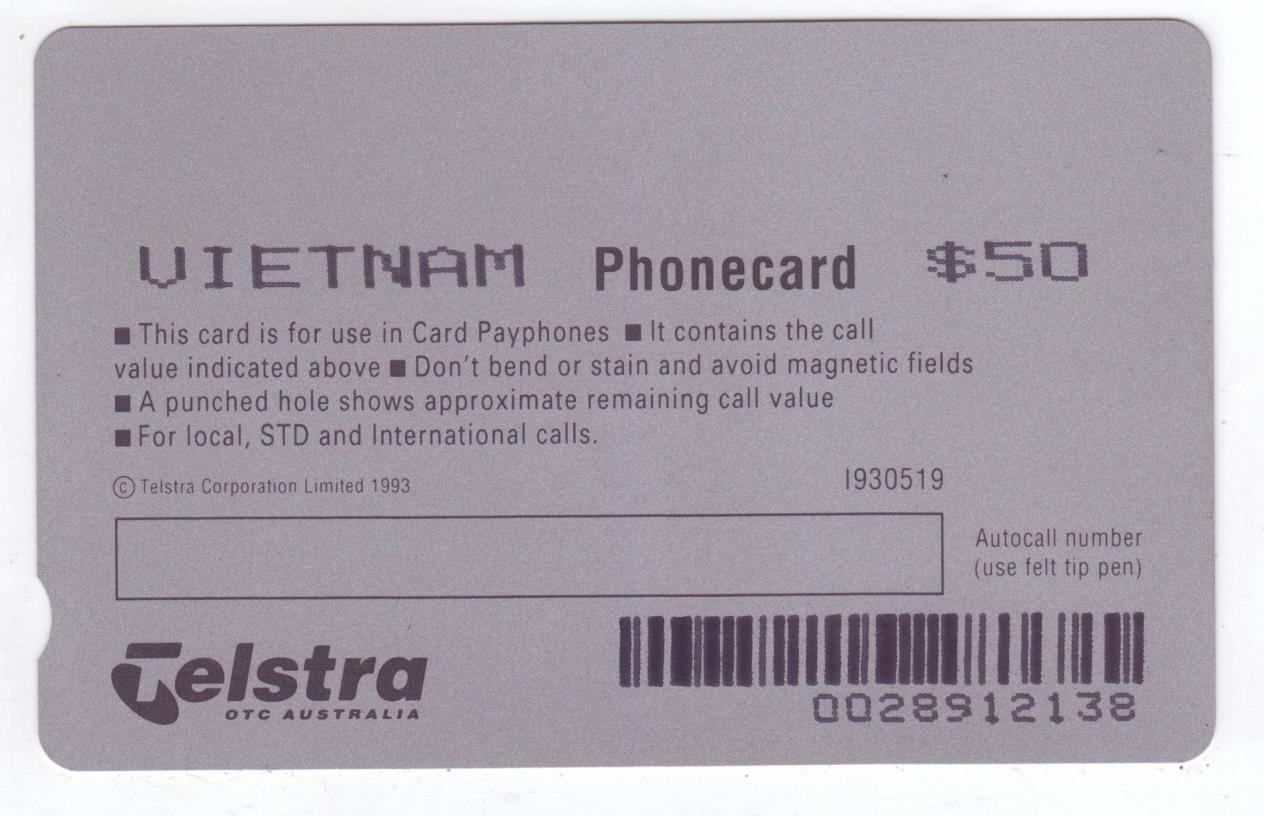 VIETNAM Phonecard $50
■ This card is for use in Card Payphones ■ It contains the call
value indicated above ■ Don't bend or stain and avoid magnetic fields
■ A punched hole shows approximate remaining call value
■ For local, STD and International calls.
© Telstra Corporation Limited 1993 I930519
Autocall number
(use felt tip pen)
Telstra
OTC AUSTRALIA
0028912138